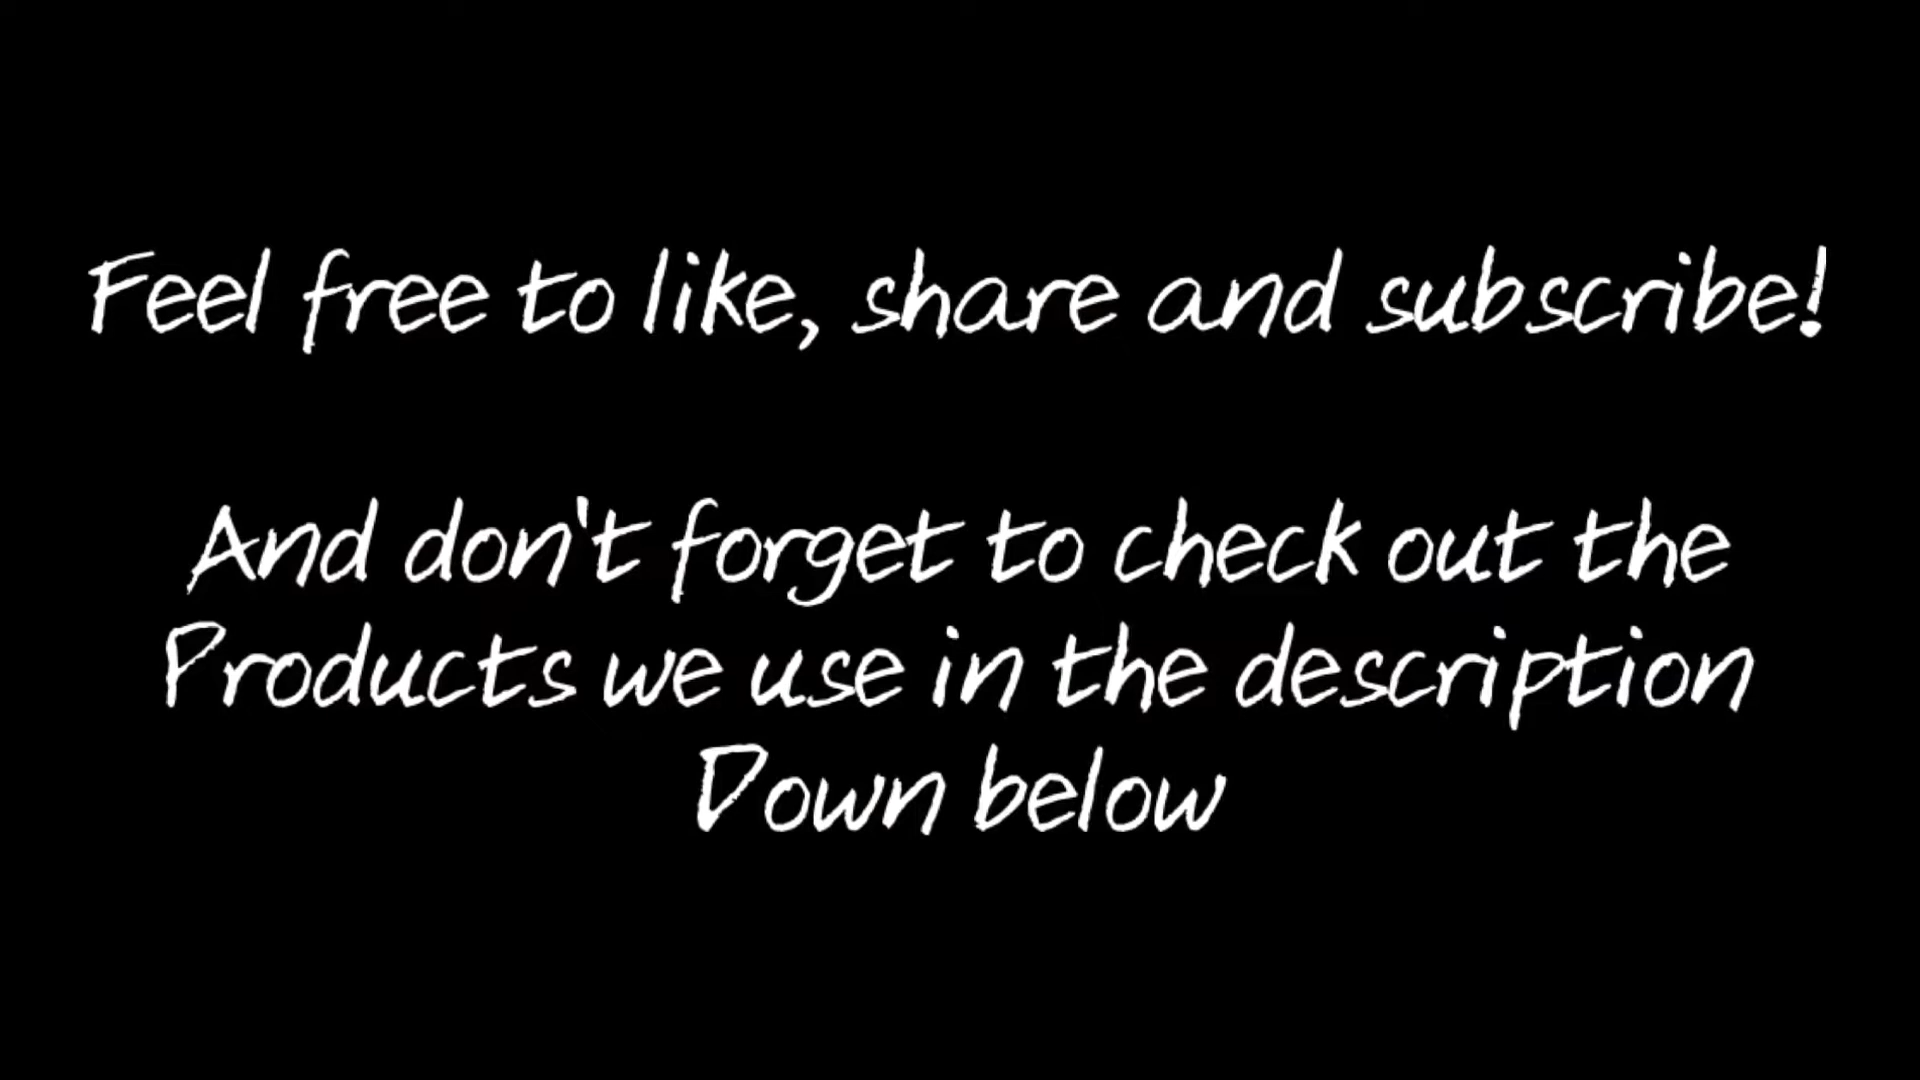 Feel free to like, share and subscribe!
And don't forget to check out the
Products we use in the description
Down below